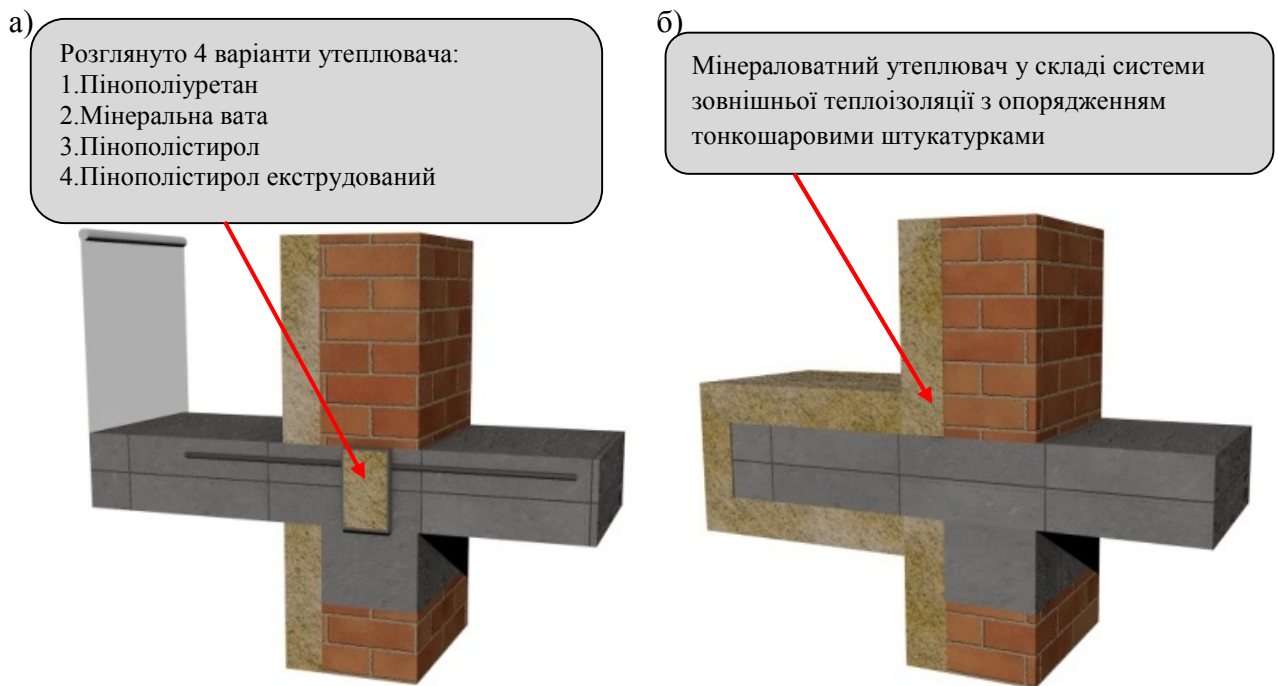 а)
Розглянуто 4 варіанти утеплювача:
1.Пінополіуретан
2.Мінеральна вата
3.Пінополістирол
4.Пінополістирол екструдований
б)
Мінераловатний утеплювач у складі системи
зовнішньої теплоізоляції з опорядженням
тонкошаровими штукатурками